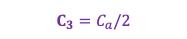 C₃ = Cₐ/2